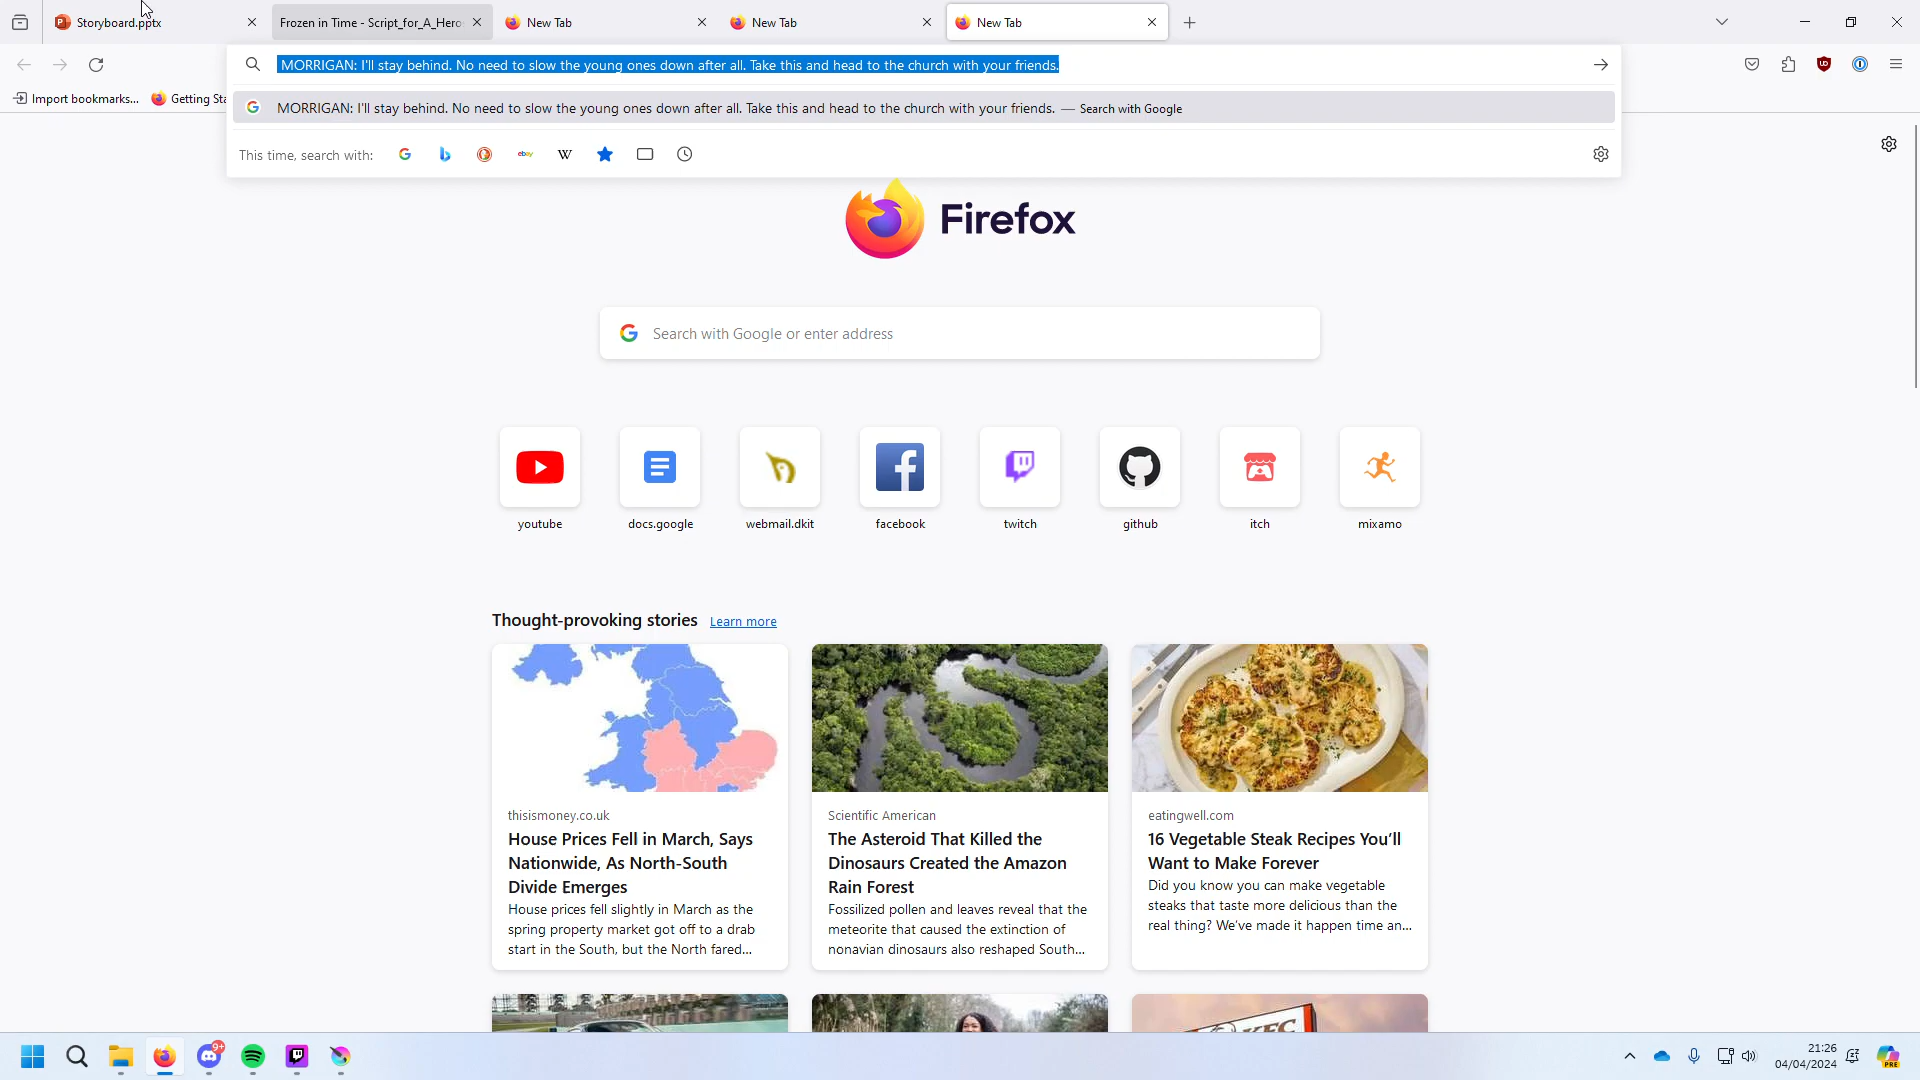 Storyboard.pptx
Frozen in Time - Script_for_A_Hero
New Tab
New Tab
New Tab
MORRIGAN: I'll stay behind. No need to slow the young ones down after all. Take this and head to the church with your friends.
Import bookmarks...
Getting Sta
MORRIGAN: I'll stay behind. No need to slow the young ones down after all. Take this and head to the church with your friends. — Search with Google
This time, search with:
ebay
W
Firefox
Search with Google or enter address
youtube
docs.google
webmail.dkit
facebook
twitch
github
itch
mixamo
Thought-provoking stories Learn more
thisismoney.co.uk
House Prices Fell in March, Says
Nationwide, As North-South
Divide Emerges
House prices fell slightly in March as the
spring property market got off to a drab
start in the South, but the North fared...
Scientific American
The Asteroid That Killed the
Dinosaurs Created the Amazon
Rain Forest
Fossilized pollen and leaves reveal that the
meteorite that caused the extinction of
nonavian dinosaurs also reshaped South...
eatingwell.com
16 Vegetable Steak Recipes You'll
Want to Make Forever
Did you know you can make vegetable
steaks that taste more delicious than the
real thing? We've made it happen time an...
KFC
9+
21:26
04/04/2024
PRE